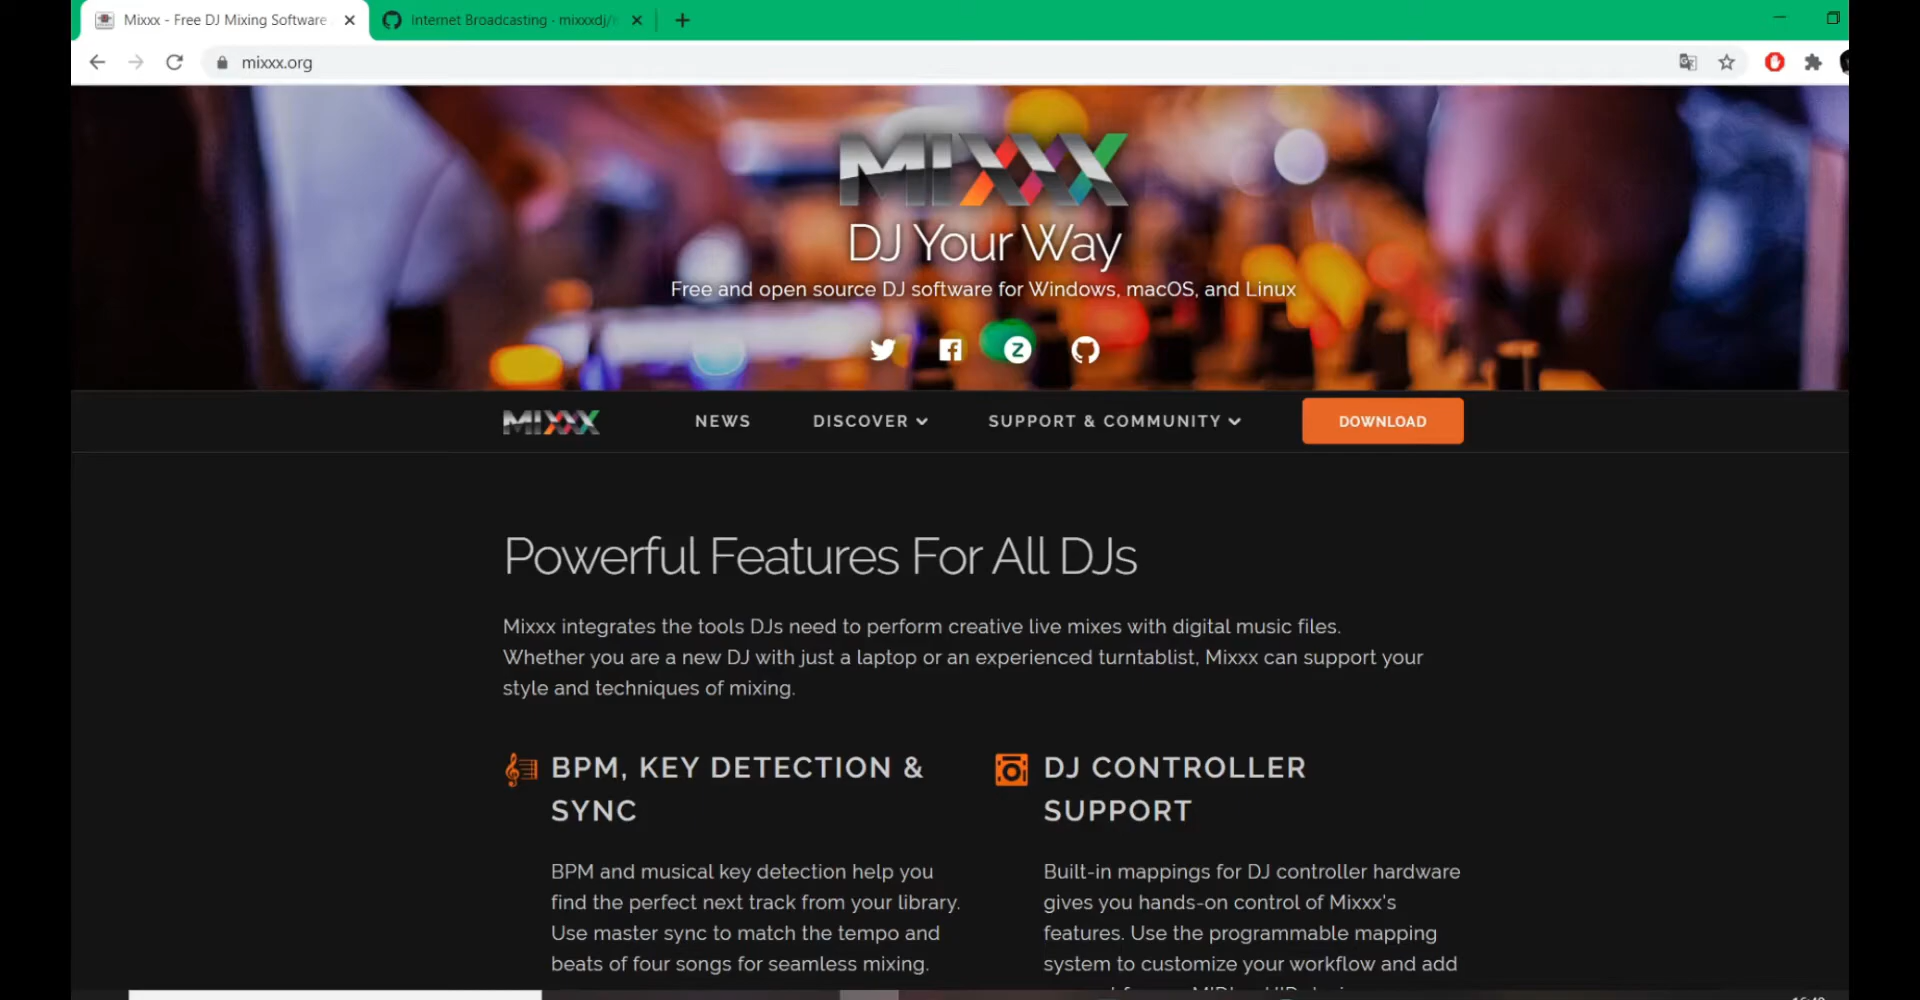 Mixxx - Free DJ Mixing Software
Internet Broadcasting · mixxxdj/
mixxx.org
MIXXX
DJ Your Way
Free and open source DJ software for Windows, macOS, and Linux
MIXXX
NEWS
DISCOVER
SUPPORT & COMMUNITY
DOWNLOAD
Powerful Features For All DJs
Mixxx integrates the tools DJs need to perform creative live mixes with digital music files.
Whether you are a new DJ with just a laptop or an experienced turntablist, Mixxx can support your
style and techniques of mixing.
BPM, KEY DETECTION &
SYNC
BPM and musical key detection help you
find the perfect next track from your library.
Use master sync to match the tempo and
beats of four songs for seamless mixing.
DJ CONTROLLER
SUPPORT
Built-in mappings for DJ controller hardware
gives you hands-on control of Mixxx's
features. Use the programmable mapping
system to customize your workflow and add